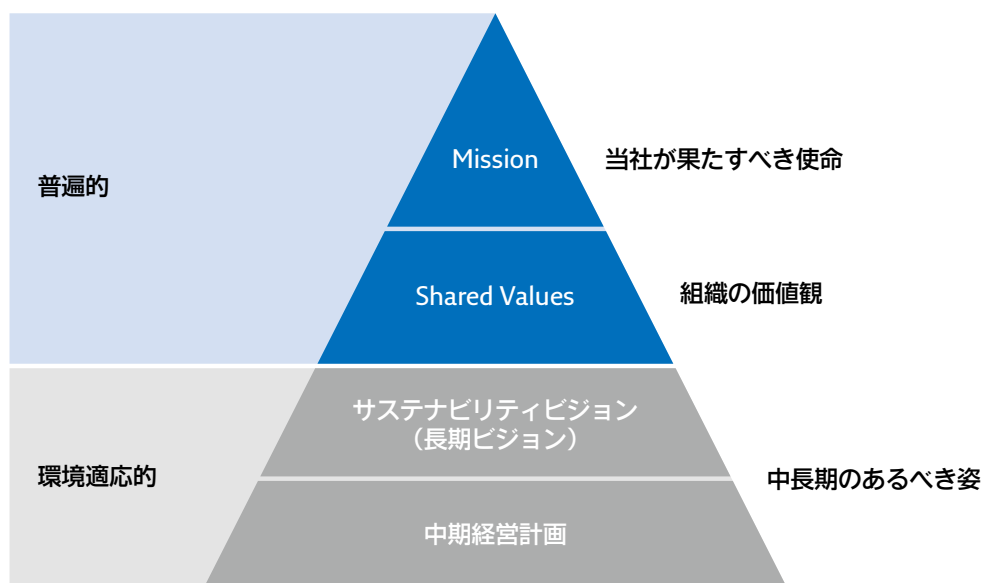 Mission
当社が果たすべき使命
普遍的
Shared Values
組織の価値観
サステナビリティビジョン
（長期ビジョン）
環境適応的
中長期のあるべき姿
中期経営計画